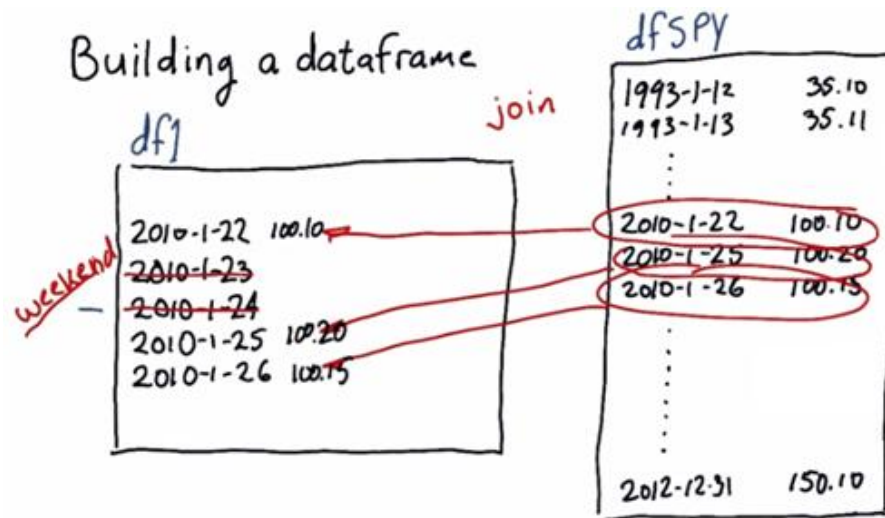 Building a dataframe
join
df1
2010-1-22 100.10
2010-1-23
2010-1-24
2010-1-25 100.20
2010-1-26 100.15
weekend
dfSPY
1993-1-12 35.10
1993-1-13 35.11
2010-1-22 100.10
2010-1-25 100.20
2010-1-26 100.15
2012-12-31 150.10